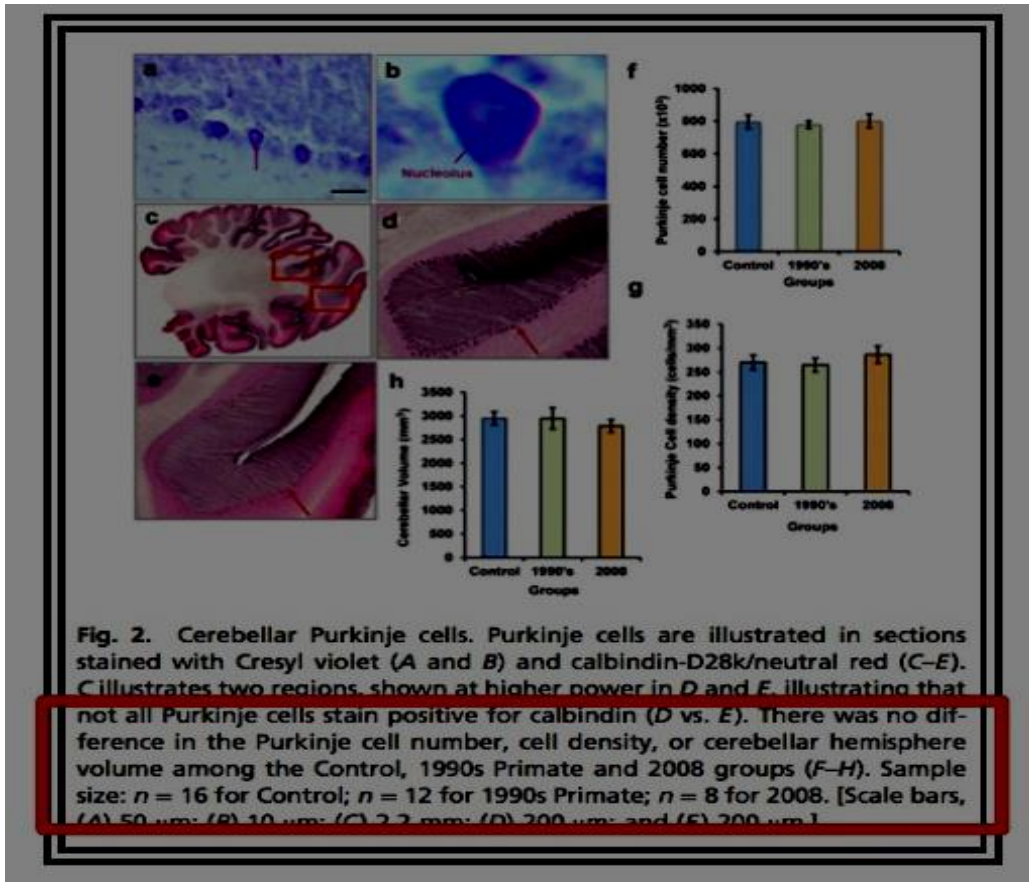 a
b
Nucleolus
c
d
e
f
Purkinje cell number (x10³)
1000
800
600
400
200
0
Control 1990's 2008
Groups
g
Purkinje Cell density (cells/mm³)
350
300
250
200
150
100
50
0
Control 1990's 2008
Groups
h
Cerebellar Volume (mm³)
3500
3000
2500
2000
1500
1000
500
0
Control 1990's 2008
Groups
Fig. 2. Cerebellar Purkinje cells. Purkinje cells are illustrated in sections
stained with Cresyl violet (A and B) and calbindin-D28k/neutral red (C–E).
C illustrates two regions, shown at higher power in D and E, illustrating that
not all Purkinje cells stain positive for calbindin (D vs. E). There was no dif-
ference in the Purkinje cell number, cell density, or cerebellar hemisphere
volume among the Control, 1990s Primate and 2008 groups (F–H). Sample
size: n = 16 for Control; n = 12 for 1990s Primate; n = 8 for 2008. [Scale bars,
(A) 50 μm; (B) 10 μm; (C) 2.2 mm; (D) 200 μm; and (E) 200 μm.]